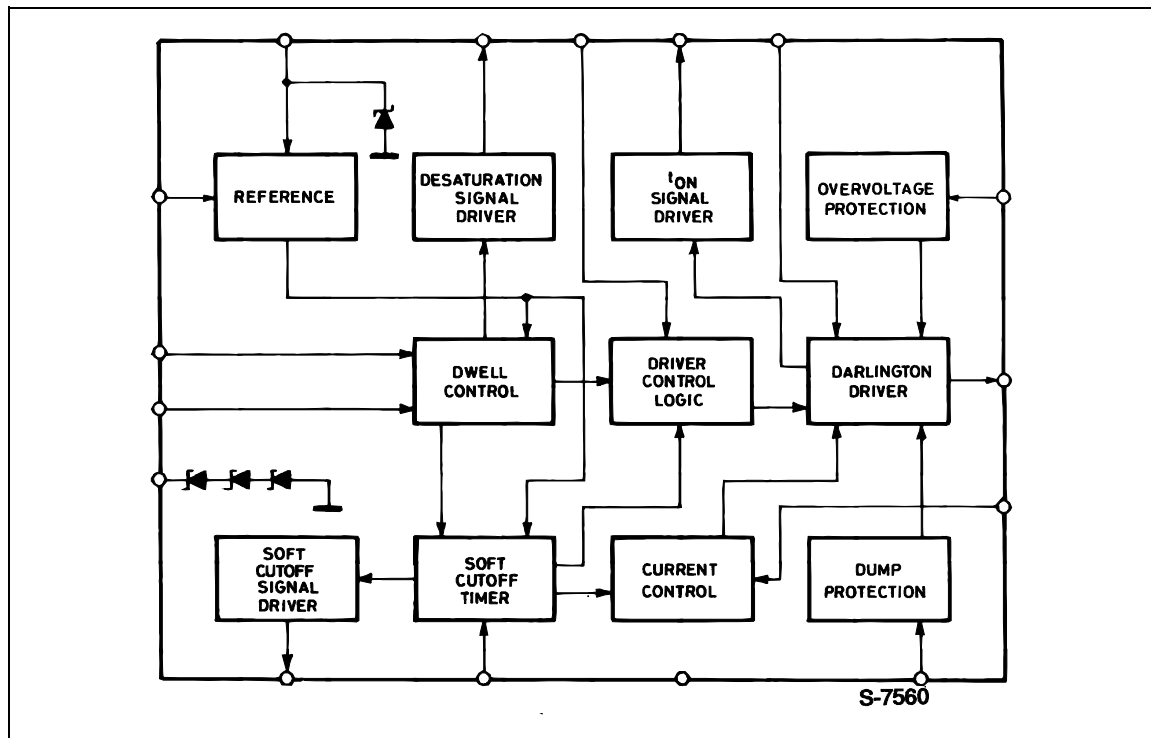 REFERENCE
DESATURATION
SIGNAL
DRIVER
tON
SIGNAL
DRIVER
OVERVOLTAGE
PROTECTION
DWELL
CONTROL
DRIVER
CONTROL
LOGIC
DARLINGTON
DRIVER
SOFT
CUTOFF
SIGNAL
DRIVER
SOFT
CUTOFF
TIMER
CURRENT
CONTROL
DUMP
PROTECTION
S-7560